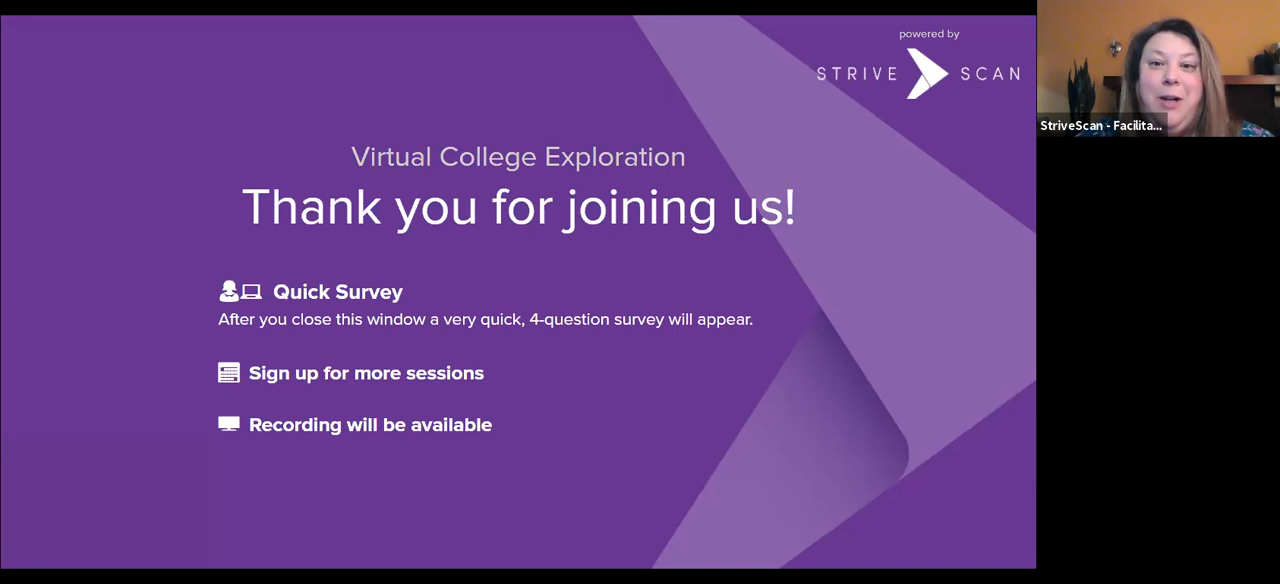 powered by
STRIVE SCAN
Virtual College Exploration
Thank you for joining us!
Quick Survey
After you close this window a very quick, 4-question survey will appear.
Sign up for more sessions
Recording will be available
StriveScan - Facilita...